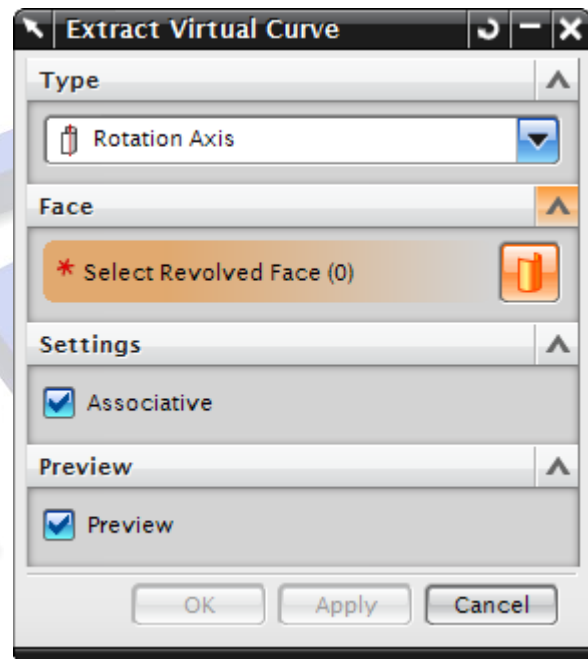 Extract Virtual Curve
Type
Rotation Axis
Face
* Select Revolved Face (0)
Settings
Associative
Preview
Preview
OK Apply Cancel